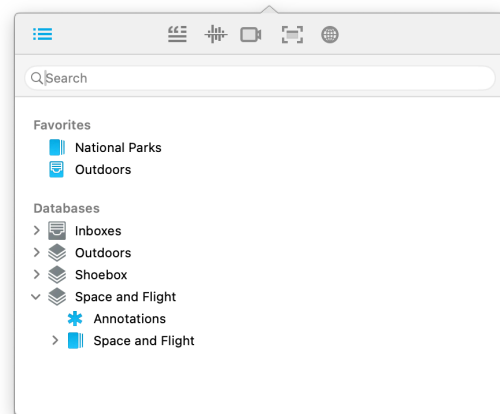 Search
Favorites
National Parks
Outdoors
Databases
Inboxes
Outdoors
Shoebox
Space and Flight
Annotations
Space and Flight